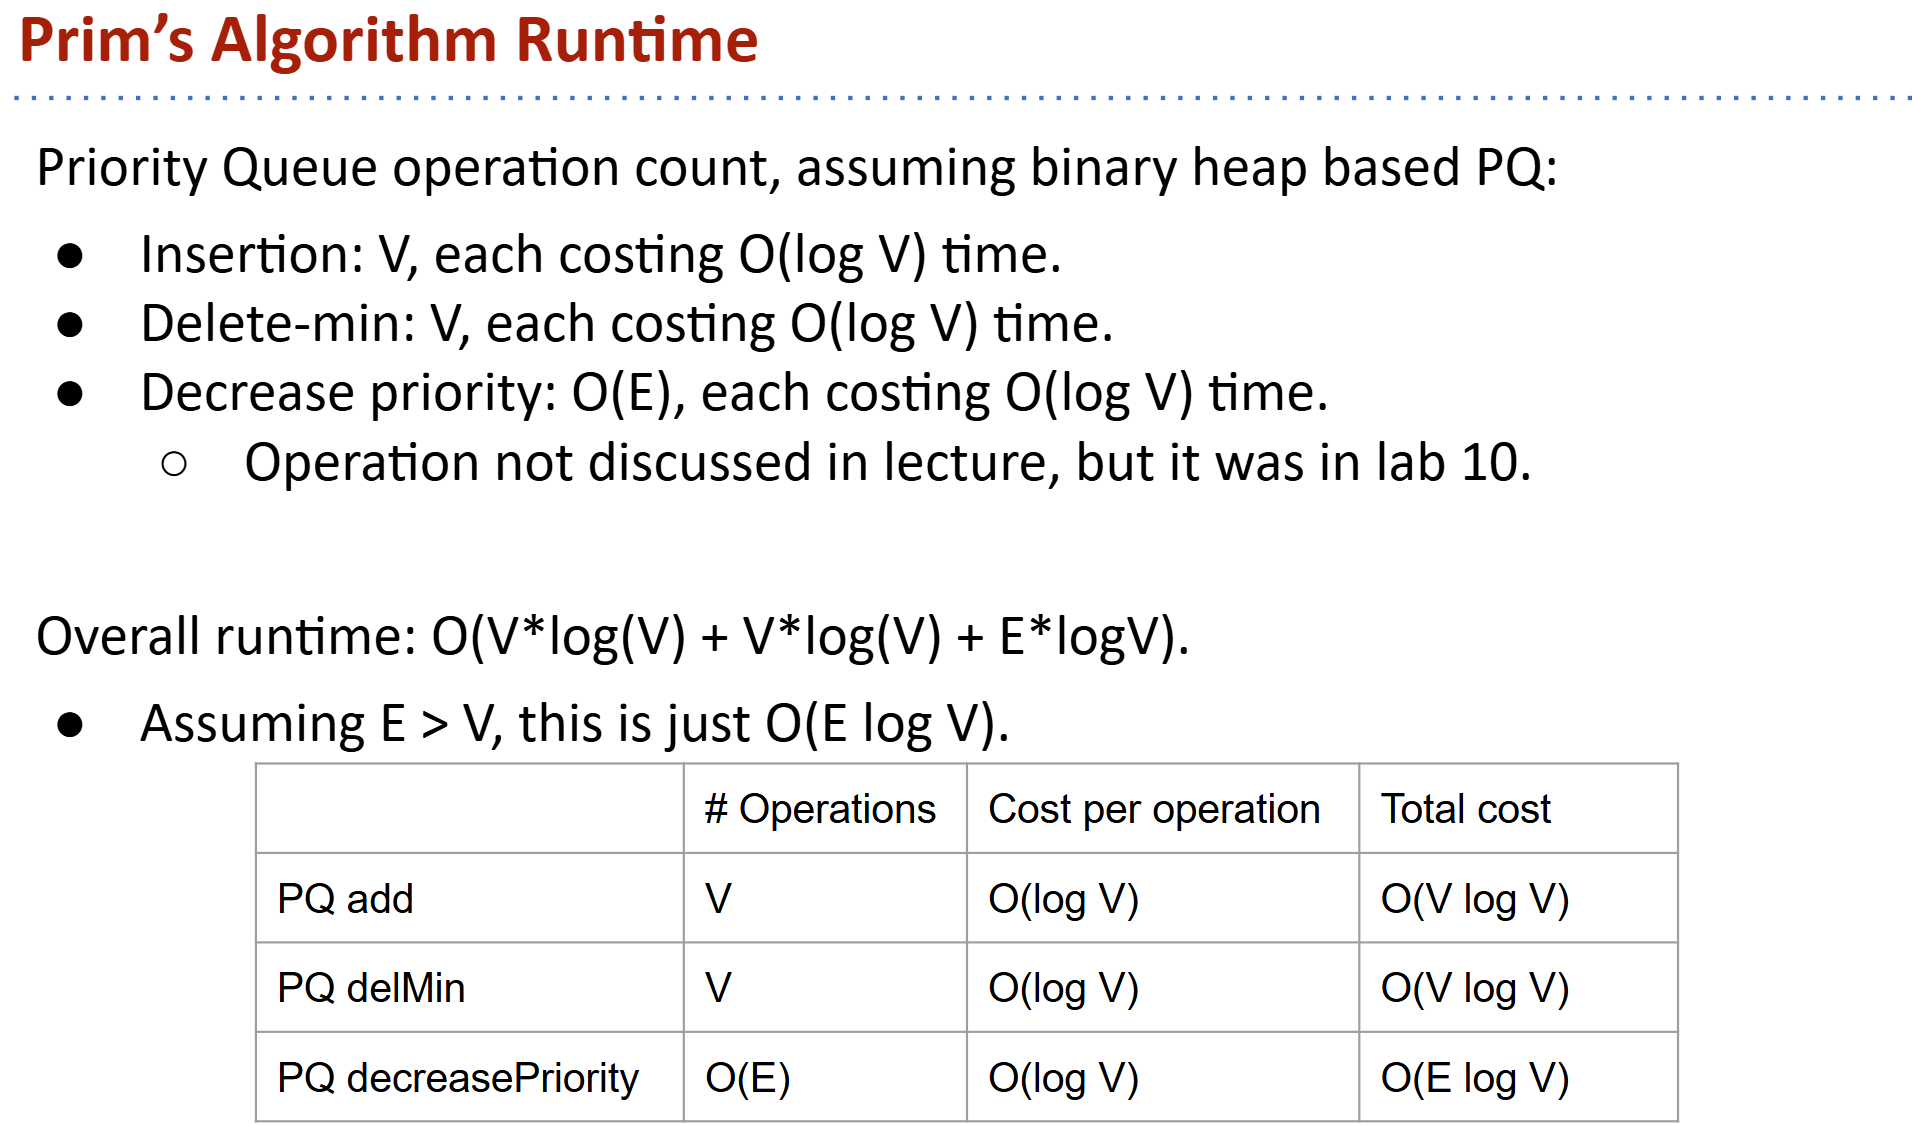 Prim’s Algorithm Runtime
Priority Queue operation count, assuming binary heap based PQ:
● Insertion: V, each costing O(log V) time.
● Delete-min: V, each costing O(log V) time.
● Decrease priority: O(E), each costing O(log V) time.
○ Operation not discussed in lecture, but it was in lab 10.
Overall runtime: O(V*log(V) + V*log(V) + E*logV).
● Assuming E > V, this is just O(E log V).
# Operations Cost per operation Total cost
PQ add V O(log V) O(V log V)
PQ delMin V O(log V) O(V log V)
PQ decreasePriority O(E) O(log V) O(E log V)